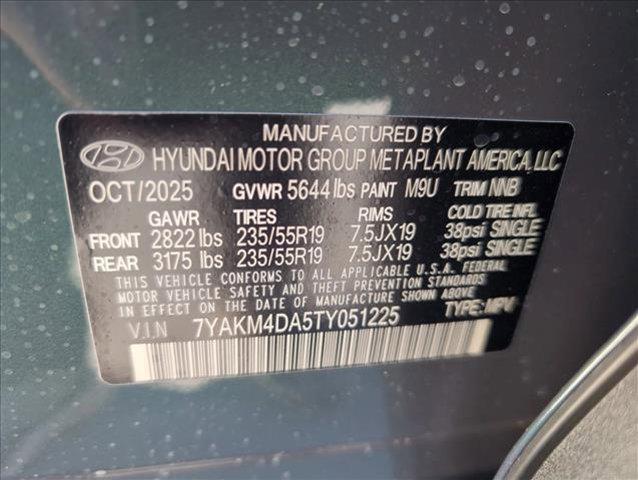 MANUFACTURED BY
HYUNDAI MOTOR GROUP METAPLANT AMERICA, LLC
OCT/2025 GVWR 5644 lbs PAINT M9U TRIM NNB
GAWR TIRES RIMS COLD TIRE INFL
FRONT 2822 lbs 235/55R19 7.5JX19 38psi SINGLE
REAR 3175 lbs 235/55R19 7.5JX19 38psi SINGLE
THIS VEHICLE CONFORMS TO ALL APPLICABLE U.S.A. FEDERAL
MOTOR VEHICLE SAFETY, BUMPER, AND THEFT PREVENTION
STANDARDS IN EFFECT ON THE DATE OF MANUFACTURE SHOWN ABOVE.
V.I.N 7YAKM4DA5TY051225 TYPE: MPV